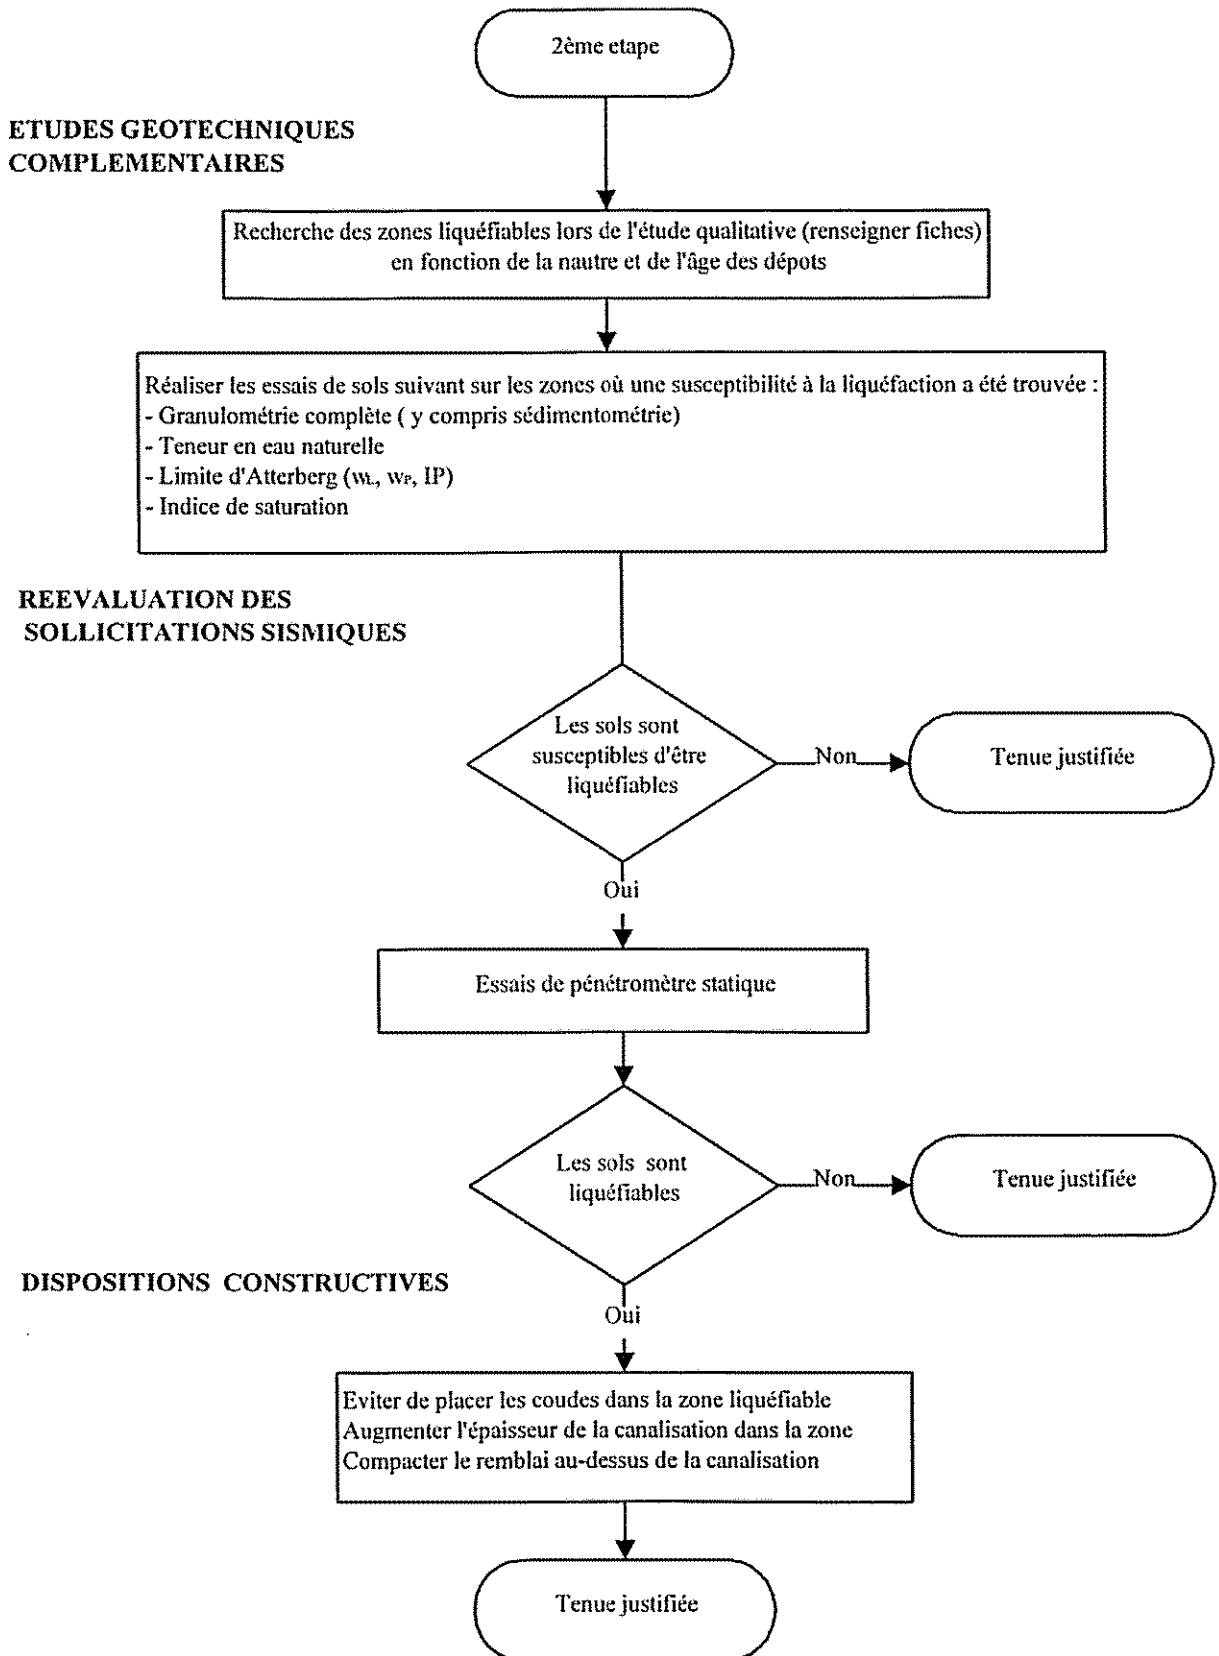 2ème etape
ETUDES GEOTECHNIQUES
COMPLEMENTAIRES
Recherche des zones liquéfiables lors de l'étude qualitative (renseigner fiches)
en fonction de la nautre et de l'âge des dépots
Réaliser les essais de sols suivant sur les zones où une susceptibilité à la liquéfaction a été trouvée :
- Granulométrie complète ( y compris sédimentométrie)
- Teneur en eau naturelle
- Limite d'Atterberg (wL, wP, IP)
- Indice de saturation
REEVALUATION DES
SOLLICITATIONS SISMIQUES
Les sols sont
susceptibles d'être
liquéfiables
Non
Tenue justifiée
Oui
Essais de pénétromètre statique
Les sols sont
liquéfiables
Non
Tenue justifiée
DISPOSITIONS CONSTRUCTIVES
Oui
Eviter de placer les coudes dans la zone liquéfiable
Augmenter l'épaisseur de la canalisation dans la zone
Compacter le remblai au-dessus de la canalisation
Tenue justifiée